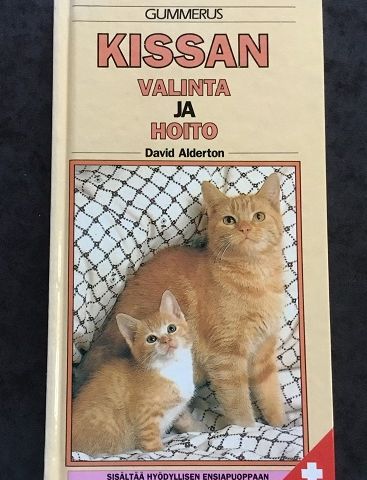 GUMMERUS
KISSAN
VALINTA
JA
HOITO
David Alderton
SISÄLTÄÄ HYÖDYLLISEN ENSIAPUOPPAAN